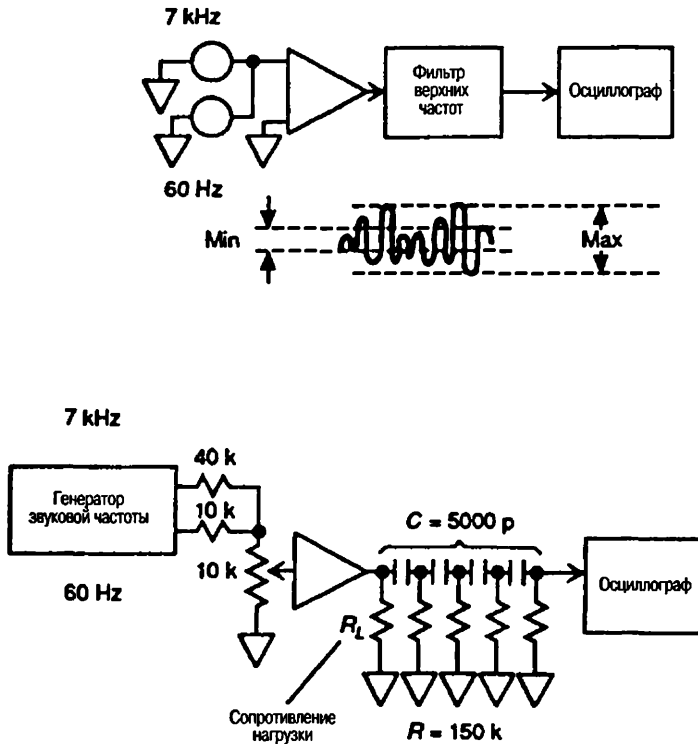 7 kHz
Фильтр
верхних
частот
Осциллограф
60 Hz
Min
Max
7 kHz
40 k
Генератор
звуковой частоты
10 k
C = 5000 p
10 k
Осциллограф
60 Hz
R_L
Сопротивление
нагрузки
R = 150 k